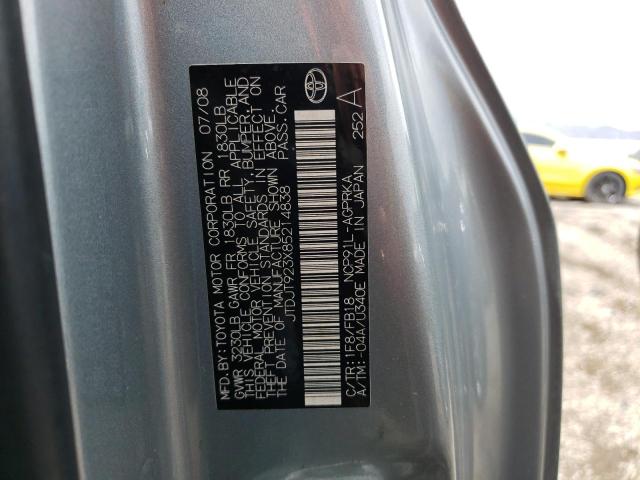 MFD. BY: TOYOTA MOTOR CORPORATION 07/08
GVWR 3230LB GAWR FR 1830LB RR 1830LB
THIS VEHICLE CONFORMS TO ALL APPLICABLE
FEDERAL MOTOR VEHICLE SAFETY, BUMPER, AND
THEFT PREVENTION STANDARDS IN EFFECT ON
THE DATE OF MANUFACTURE SHOWN ABOVE.
JTDJT923X85214838 PASS. CAR
C/TR: 1F8/FB18 NCP91L-AGPRKA
A/TM: -04A/U340E MADE IN JAPAN 252 A